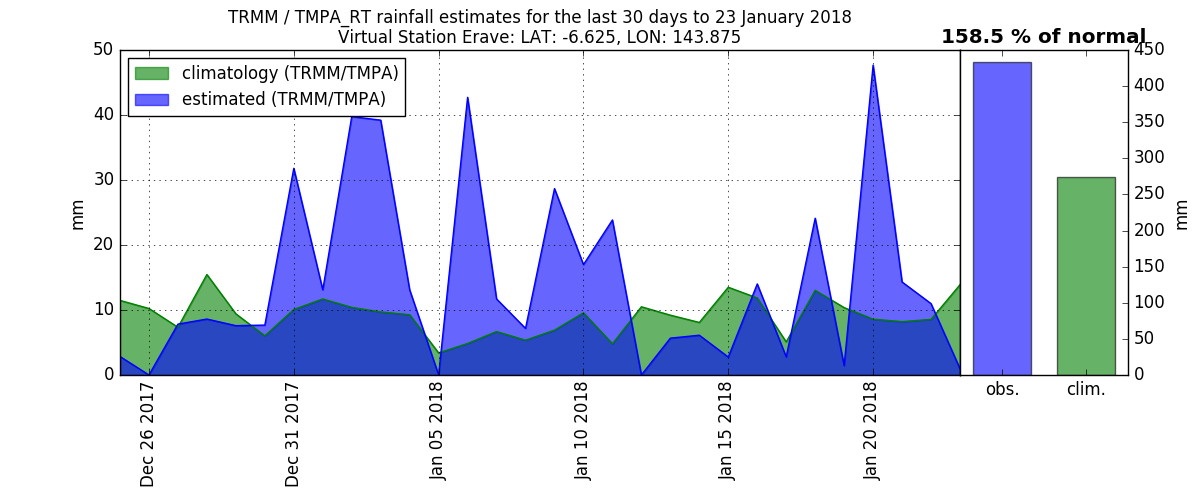 TRMM / TMPA_RT rainfall estimates for the last 30 days to 23 January 2018
Virtual Station Erave: LAT: -6.625, LON: 143.875
158.5 % of normal
climatology (TRMM/TMPA)
estimated (TRMM/TMPA)
50
40
30
20
10
0
mm
Dec 26 2017
Dec 31 2017
Jan 05 2018
Jan 10 2018
Jan 15 2018
Jan 20 2018
450
400
350
300
250
200
150
100
50
0
mm
obs.
clim.